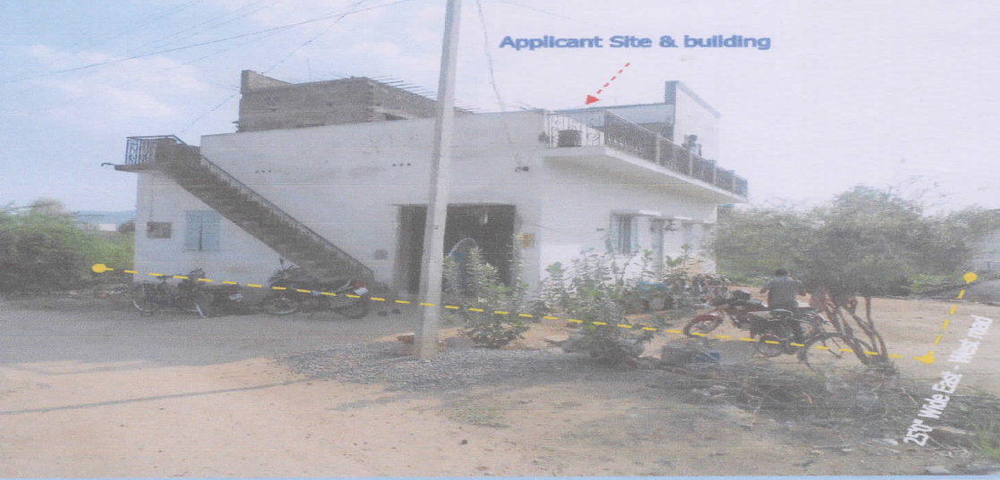 Applicant Site & building
25'0" Wide East - West road